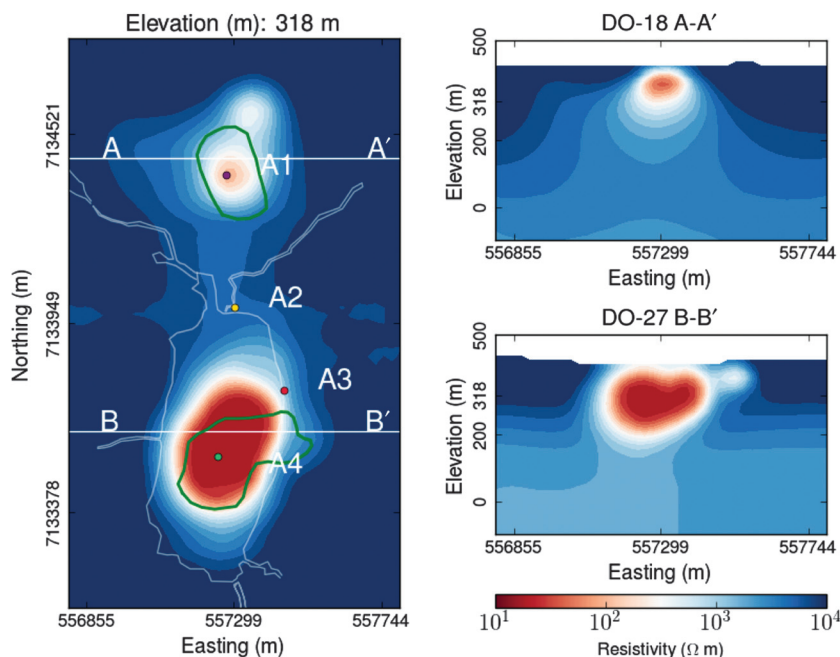 Elevation (m): 318 m
7134521
7133949
7133378
Northing (m)
A
A′
A1
A2
A3
B
B′
A4
556855
557299
557744
Easting (m)
DO-18 A-A′
500
318
200
0
Elevation (m)
556855
557299
557744
Easting (m)
DO-27 B-B′
500
318
200
0
Elevation (m)
556855
557299
557744
Easting (m)
10¹
10²
10³
10⁴
Resistivity (Ω m)